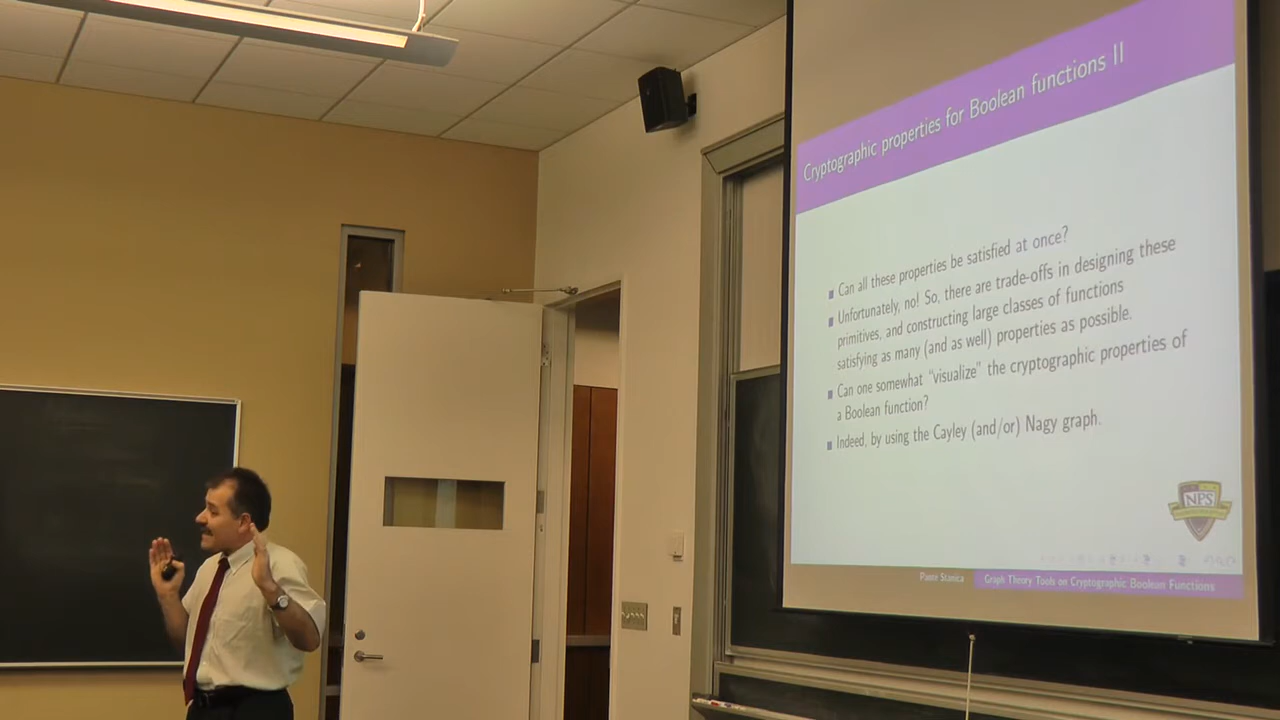 Cryptographic properties for Boolean functions II
Can all these properties be satisfied at once?
Unfortunately, no! So, there are trade-offs in designing these
primitives, and constructing large classes of functions
satisfying as many (and as well) properties as possible.
Can one somewhat “visualize” the cryptographic properties of
a Boolean function?
Indeed, by using the Cayley (and/or) Nagy graph.
NPS
Pante Stanica
Graph Theory Tools on Cryptographic Boolean Functions